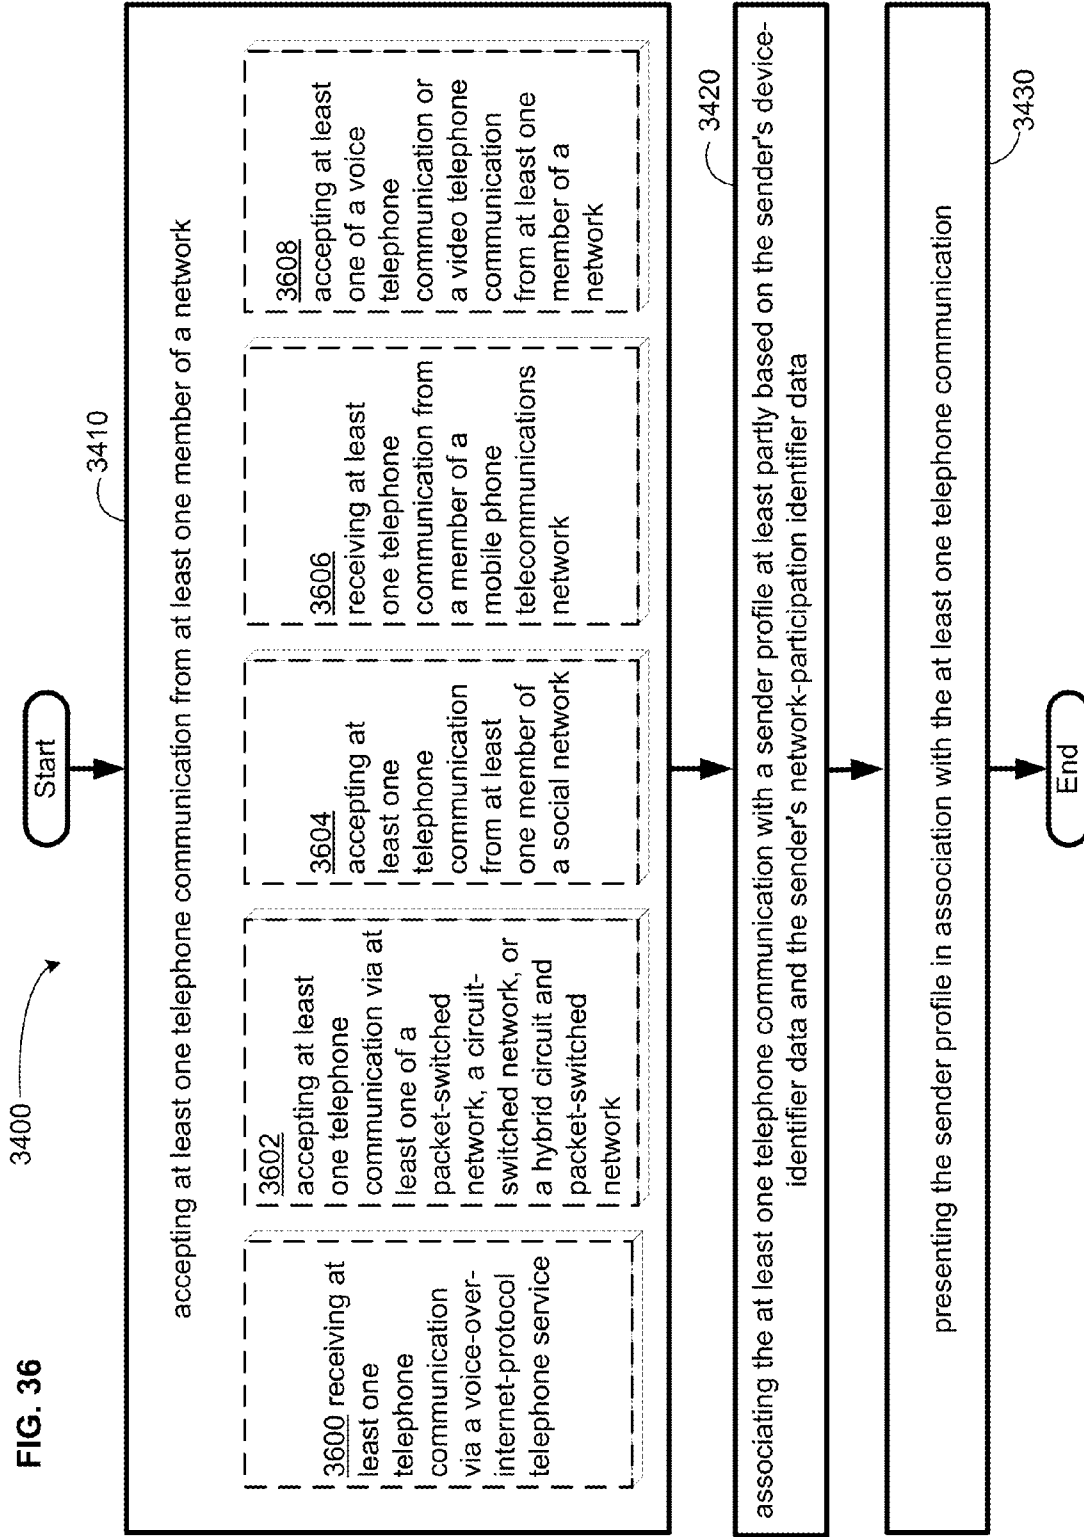 FIG. 36
3400
Start
3410
accepting at least one telephone communication from at least one member of a network
3600 receiving at
least one
telephone
communication
via a voice-over-
internet-protocol
telephone service
3602
accepting at least
one telephone
communication via at
least one of a
packet-switched
network, a circuit-
switched network, or
a hybrid circuit and
packet-switched
network
3604
accepting at
least one
telephone
communication
from at least
one member of
a social network
3606
receiving at least
one telephone
communication from
a member of a
mobile phone
telecommunications
network
3608
accepting at least
one of a voice
telephone
communication or
a video telephone
communication
from at least one
member of a
network
3420
associating the at least one telephone communication with a sender profile at least partly based on the sender's device-
identifier data and the sender's network-participation identifier data
presenting the sender profile in association with the at least one telephone communication
3430
End